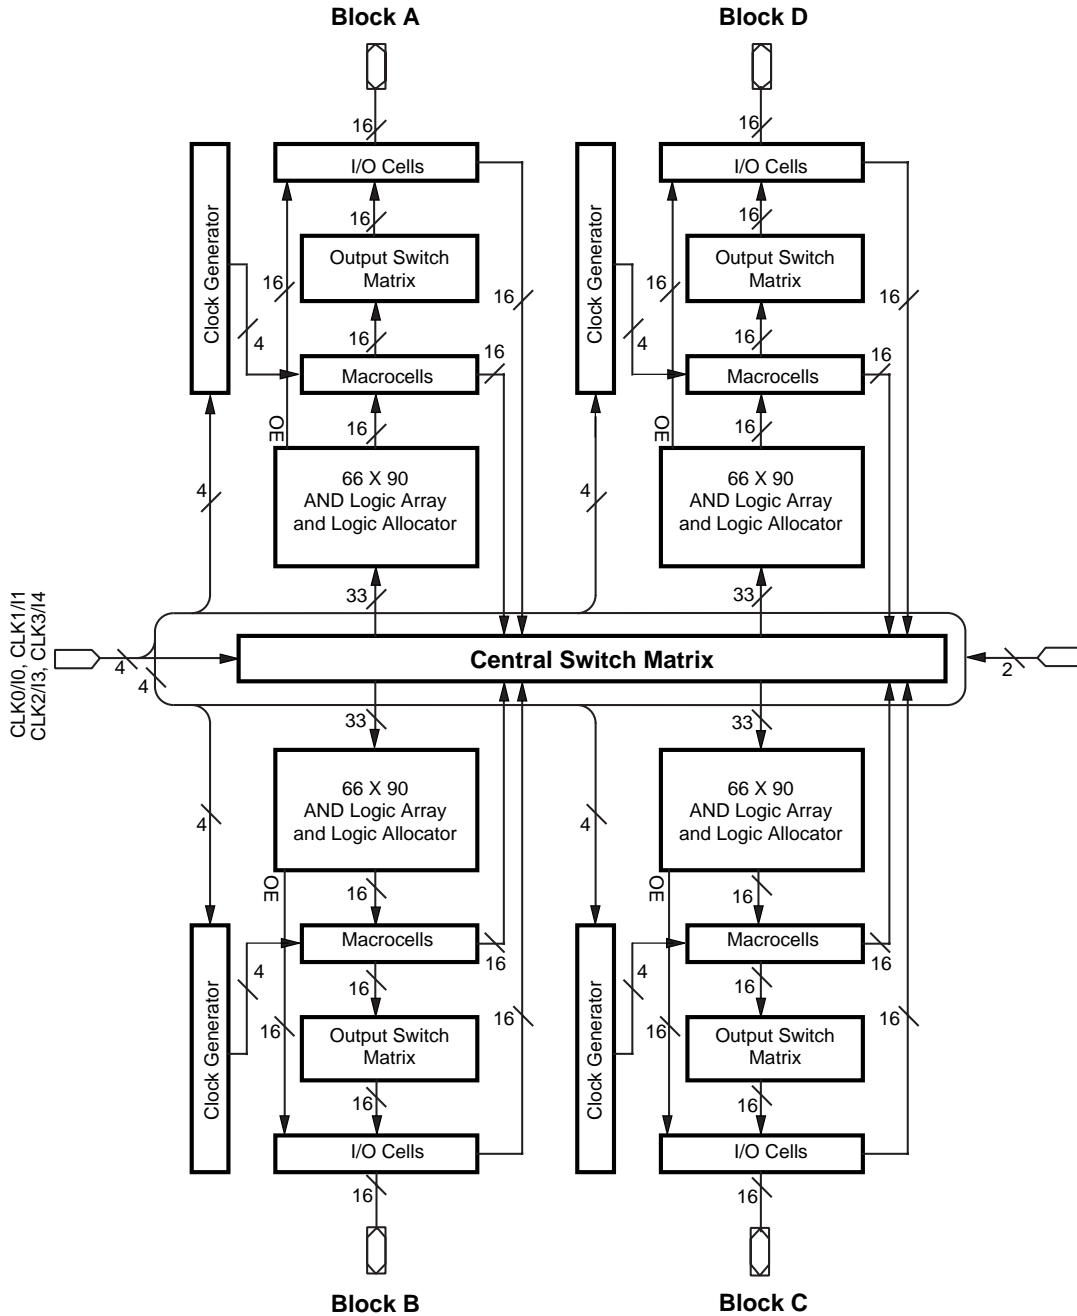 Block A
Block D
16
16
I/O Cells
I/O Cells
16
16
Clock Generator
Clock Generator
Output Switch
Matrix
Output Switch
Matrix
16
16
16
16
4
4
16
16
16
16
Macrocells
Macrocells
OE
OE
16
16
66 X 90
AND Logic Array
and Logic Allocator
66 X 90
AND Logic Array
and Logic Allocator
4
4
33
33
CLK0/I0, CLK1/I1
CLK2/I3, CLK3/I4
4
4
Central Switch Matrix
2
33
33
66 X 90
AND Logic Array
and Logic Allocator
66 X 90
AND Logic Array
and Logic Allocator
4
4
OE
OE
16
16
Macrocells
Macrocells
16
16
4
4
16
16
Clock Generator
Clock Generator
16
16
16
16
Output Switch
Matrix
Output Switch
Matrix
16
16
I/O Cells
I/O Cells
16
16
Block B
Block C